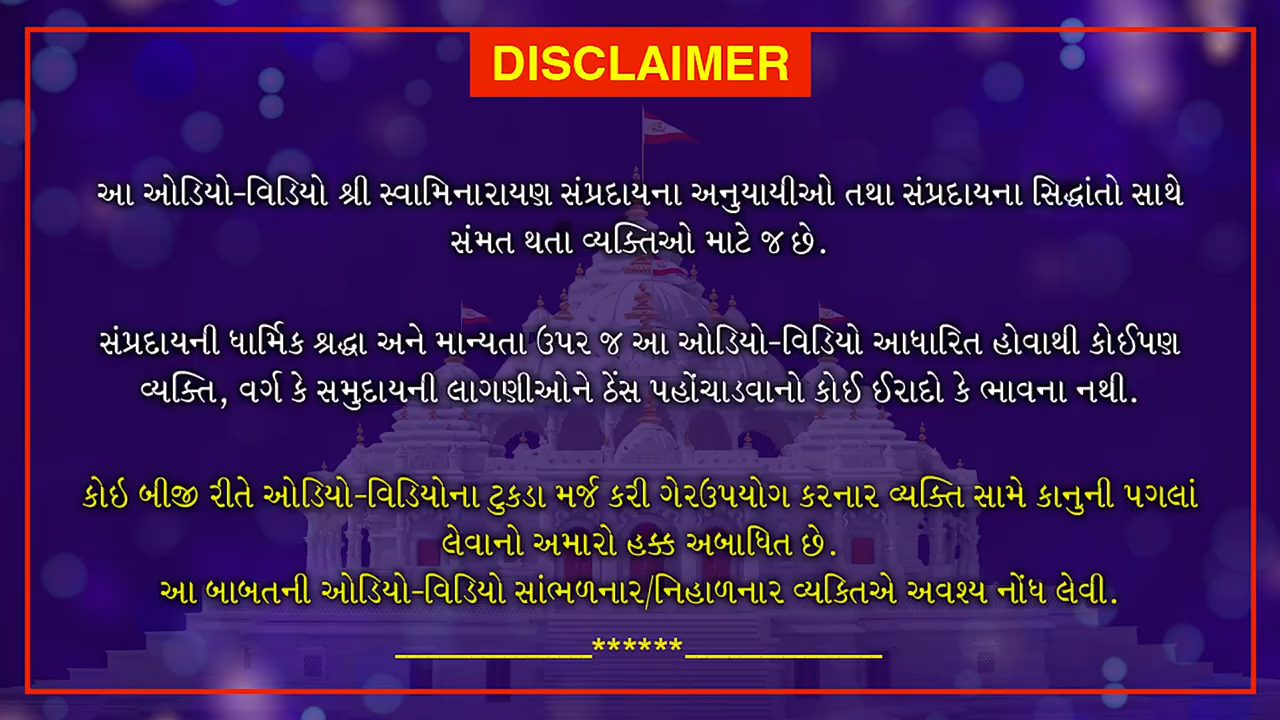 DISCLAIMER
આ ઓડિયો-વિડિયો શ્રી સ્વામિનારાયણ સંપ્રદાયના અનુયાયીઓ તથા સંપ્રદાયના સિદ્ધાંતો સાથે
સંમત થતા વ્યક્તિઓ માટે જ છે.
સંપ્રદાયની ધાર્મિક શ્રદ્ધા અને માન્યતા ઉપર જ આ ઓડિયો-વિડિયો આધારિત હોવાથી કોઈપણ
વ્યક્તિ, વર્ગ કે સમુદાયની લાગણીઓને ઠેંસ પહોંચાડવાનો કોઈ ઈરાદો કે ભાવના નથી.
કોઇ બીજી રીતે ઓડિયો-વિડિયોના ટુકડા મર્જ કરી ગેરઉપયોગ કરનાર વ્યક્તિ સામે કાનુની પગલાં
લેવાનો અમારો હક્ક અબાધિત છે.
આ બાબતની ઓડિયો-વિડિયો સાંભળનાર/નિહાળનાર વ્યકિતએ અવશ્ય નોંધ લેવી.
______________******______________